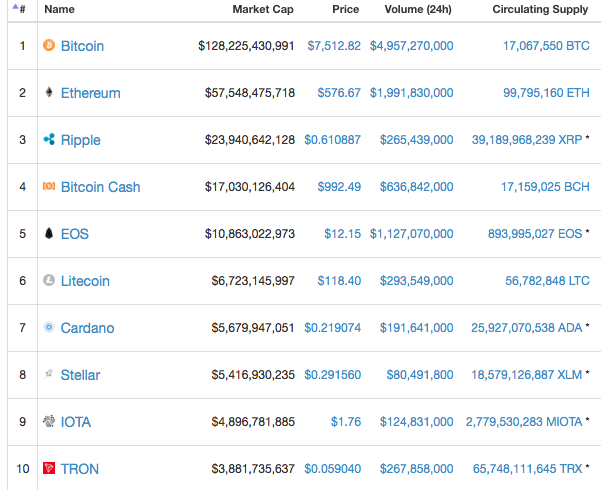 # Name Market Cap Price Volume (24h) Circulating Supply
1 Bitcoin $128,225,430,991 $7,512.82 $4,957,270,000 17,067,550 BTC
2 Ethereum $57,548,475,718 $576.67 $1,991,830,000 99,795,160 ETH
3 Ripple $23,940,642,128 $0.610887 $265,439,000 39,189,968,239 XRP *
4 Bitcoin Cash $17,030,126,404 $992.49 $636,842,000 17,159,025 BCH
5 EOS $10,863,022,973 $12.15 $1,127,070,000 893,995,027 EOS *
6 Litecoin $6,723,145,997 $118.40 $293,549,000 56,782,848 LTC
7 Cardano $5,679,947,051 $0.219074 $191,641,000 25,927,070,538 ADA *
8 Stellar $5,416,930,235 $0.291560 $80,491,800 18,579,126,887 XLM *
9 IOTA $4,896,781,885 $1.76 $124,831,000 2,779,530,283 MIOTA *
10 TRON $3,881,735,637 $0.059040 $267,858,000 65,748,111,645 TRX *